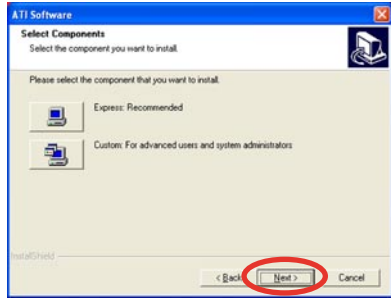 ATI Software
Select Components
Select the component you want to install.
Please select the component that you want to install.
Express: Recommended
Custom: For advanced users and system administrators
InstallShield
< Back Next > Cancel